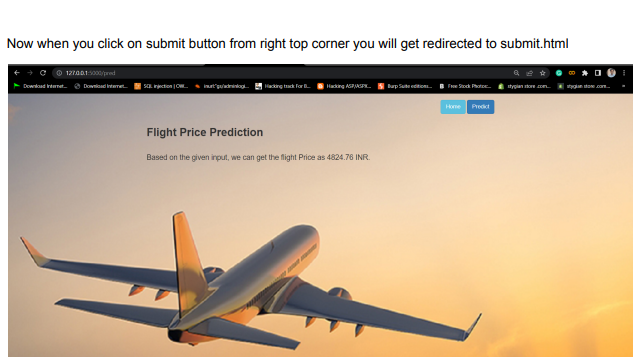 Now when you click on submit button from right top corner you will get redirected to submit.html
127.0.0.1:5000/pred
Download Internet... Download Internet... SQL Injection | OW... inurl:"gs/adminlogi... Hacking track For B... Hacking ASP/ASPX... Burp Suite editions... Free Stock Photos:... stygian store .com... stygian store .com...
Home Predict
Flight Price Prediction
Based on the given input, we can get the flight Price as 4824.76 INR.